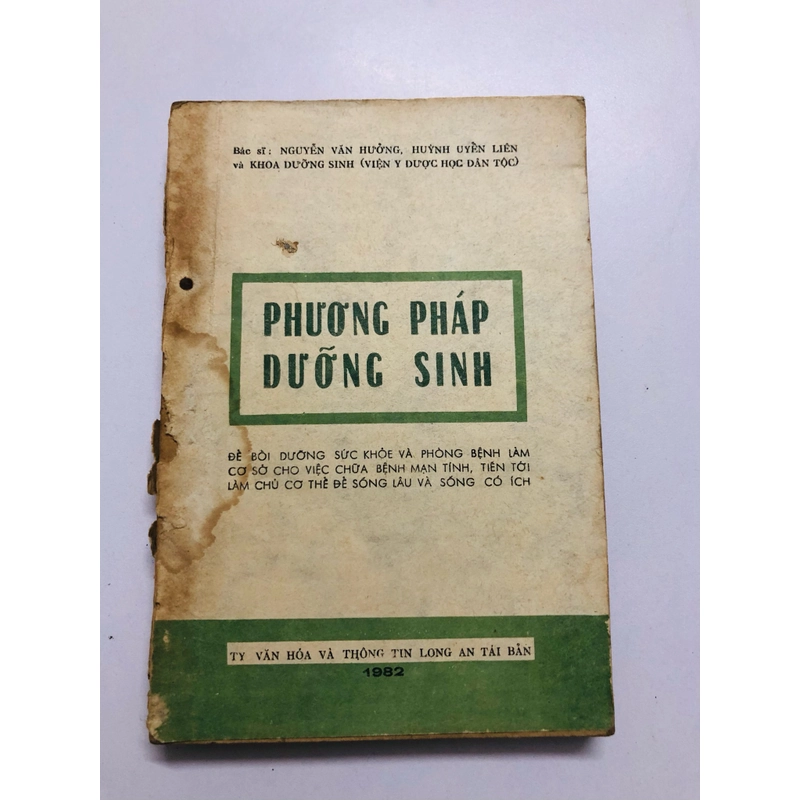 Bác sĩ : NGUYỄN VĂN HƯỞNG, HUỲNH UYỂN LIÊN
và KHOA DƯỠNG SINH (VIỆN Y DƯỢC HỌC DÂN TỘC)
PHƯƠNG PHÁP
DƯỠNG SINH
ĐỂ BỒI DƯỠNG SỨC KHỎE VÀ PHÒNG BỆNH LÀM
CƠ SỞ CHO VIỆC CHỮA BỆNH MẠN TÍNH, TIẾN TỚI
LÀM CHỦ CƠ THỂ ĐỂ SỐNG LÂU VÀ SỐNG CÓ ÍCH
TY VĂN HÓA VÀ THÔNG TIN LONG AN TÁI BẢN
1982